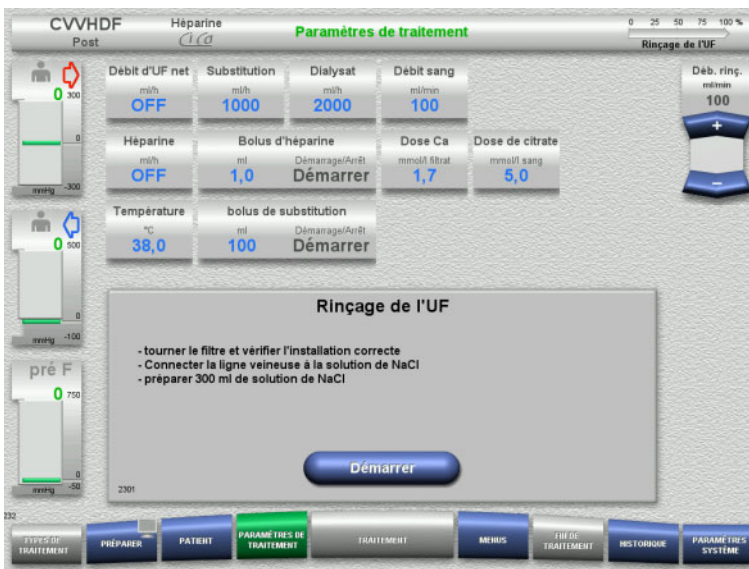 CVVHDF
Post
Héparine
CiCa
Paramètres de traitement
0 25 50 75 100 %
Rinçage de l'UF
0 300
0
mmHg -300
Débit d'UF net
ml/h
OFF
Substitution
ml/h
1000
Dialysat
ml/h
2000
Débit sang
ml/min
100
Déb. rinç.
ml/min
100
+
–
Héparine
ml/h
OFF
Bolus d'héparine
ml Démarrage/Arrêt
1,0 Démarrer
Dose Ca
mmol/l filtrat
1,7
Dose de citrate
mmol/l sang
5,0
0 500
0
mmHg -100
Température
°C
38,0
bolus de substitution
ml Démarrage/Arrêt
100 Démarrer
pré F
0 750
0
mmHg -50
Rinçage de l'UF
- tourner le filtre et vérifier l'installation correcte
- Connecter la ligne veineuse à la solution de NaCl
- préparer 300 ml de solution de NaCl
Démarrer
2301
232
TYPES DE TRAITEMENT
PRÉPARER
PATIENT
PARAMÈTRES DE TRAITEMENT
TRAITEMENT
MENUS
FIN DE TRAITEMENT
HISTORIQUE
PARAMÈTRES SYSTÈME